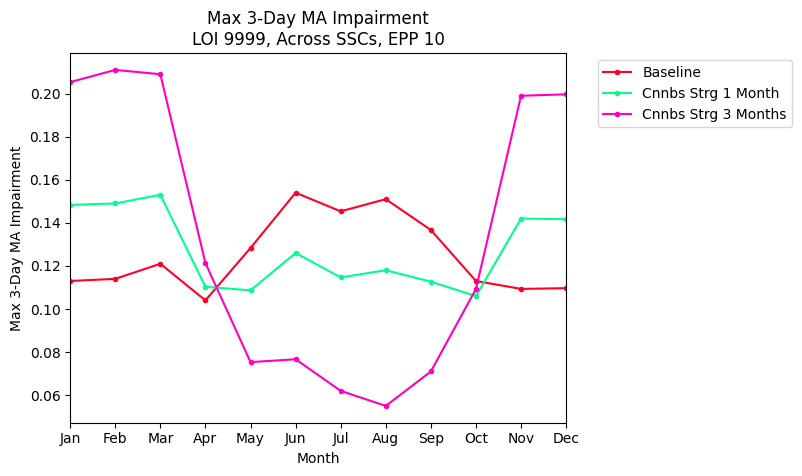 Max 3-Day MA Impairment
LOI 9999, Across SSCs, EPP 10
Baseline
Cnnbs Strg 1 Month
Cnnbs Strg 3 Months
Max 3-Day MA Impairment
0.20
0.18
0.16
0.14
0.12
0.10
0.08
0.06
Jan Feb Mar Apr May Jun Jul Aug Sep Oct Nov Dec
Month